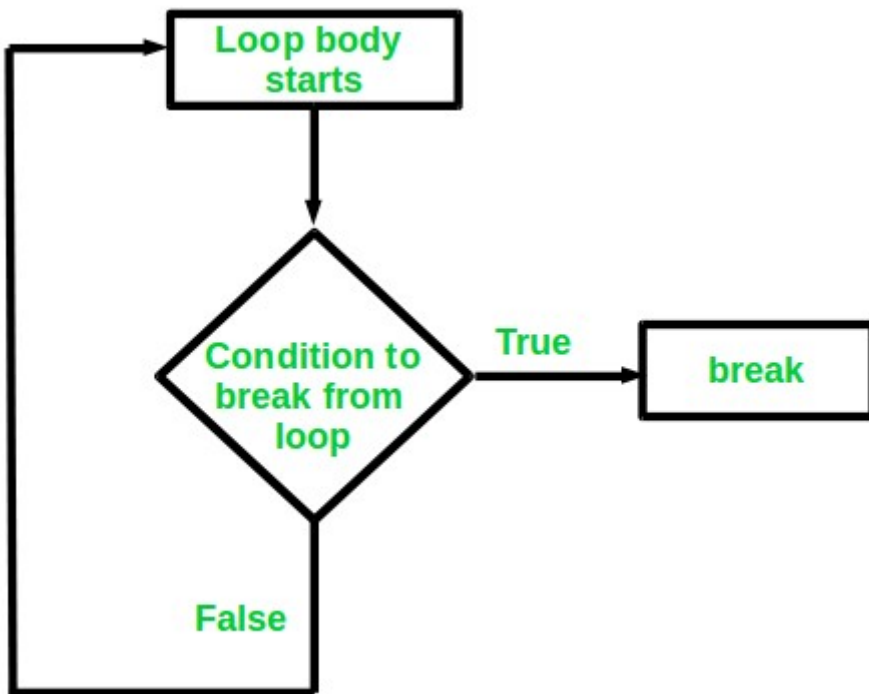 Loop body
starts
Condition to
break from
loop
True
break
False